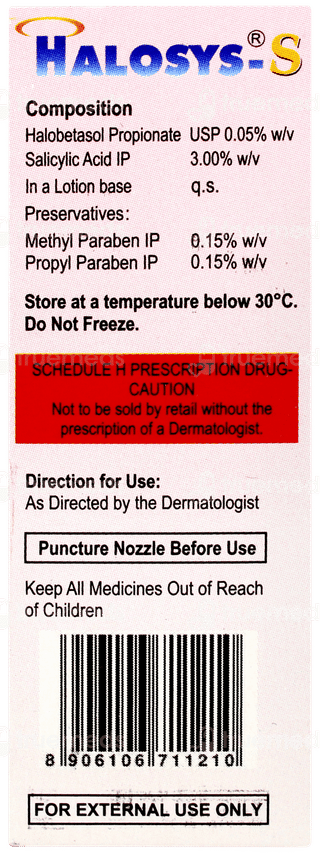 HALOSYS®-S
Composition
Halobetasol Propionate USP 0.05% w/v
Salicylic Acid IP 3.00% w/v
In a Lotion base q.s.
Preservatives:
Methyl Paraben IP 0.15% w/v
Propyl Paraben IP 0.15% w/v
Store at a temperature below 30°C.
Do Not Freeze.
SCHEDULE H PRESCRIPTION DRUG-
CAUTION
Not to be sold by retail without the
prescription of a Dermatologist.
Direction for Use:
As Directed by the Dermatologist
Puncture Nozzle Before Use
Keep All Medicines Out of Reach
of Children
8 906106 711210
FOR EXTERNAL USE ONLY
truemeds